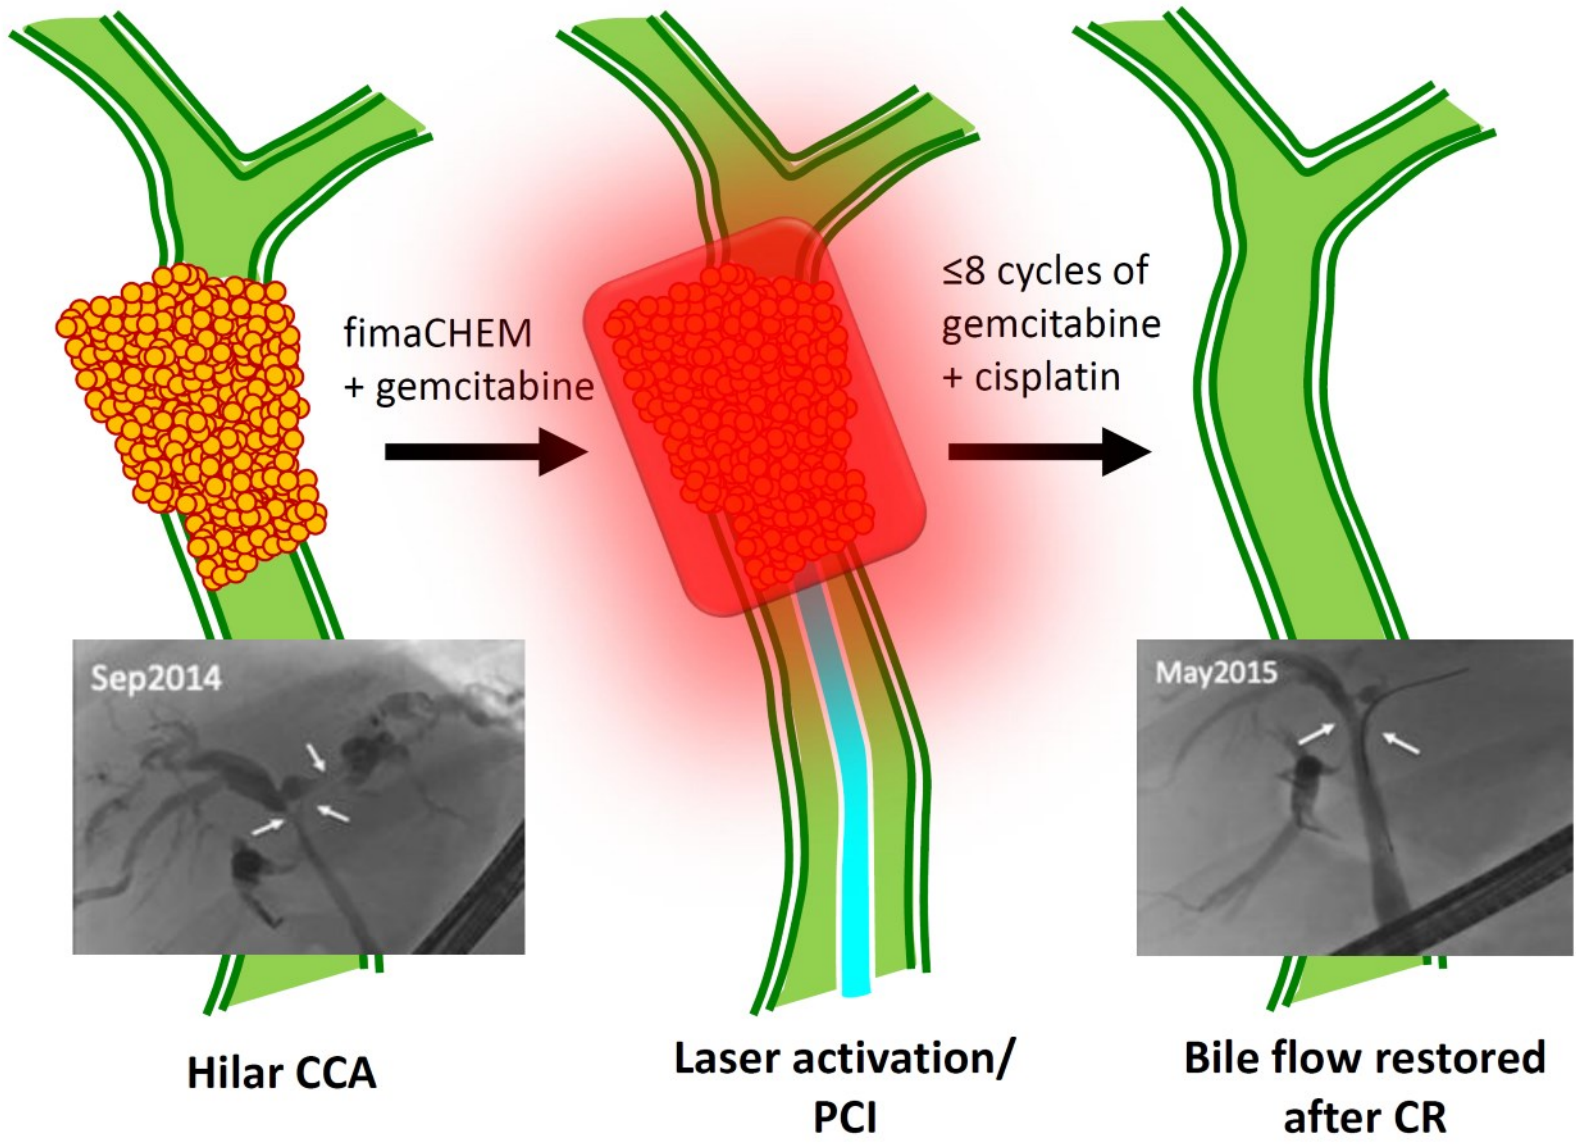 fimaCHEM
+ gemcitabine
≤8 cycles of
gemcitabine
+ cisplatin
Sep2014
May2015
Hilar CCA
Laser activation/
PCI
Bile flow restored
after CR